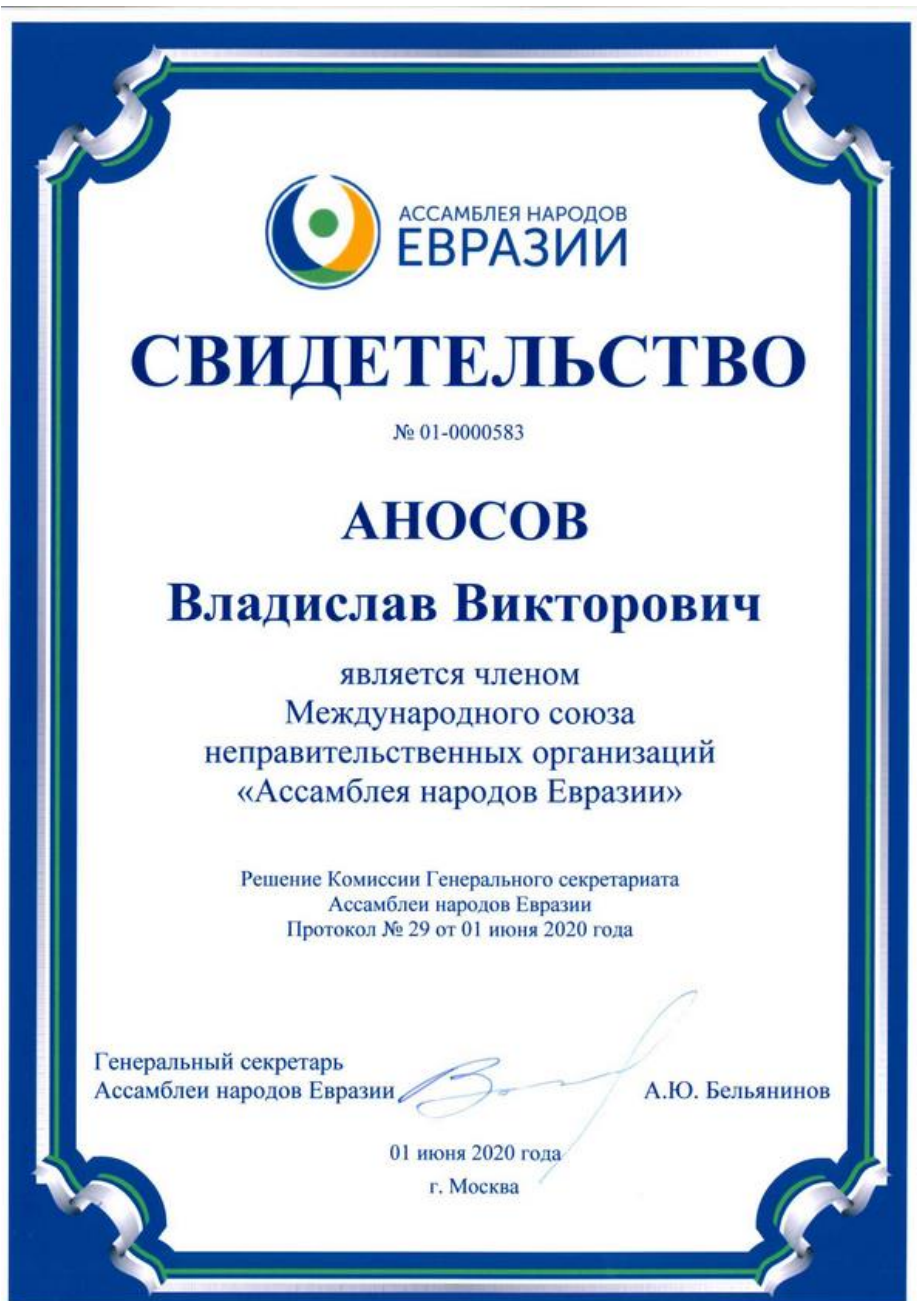 АССАМБЛЕЯ НАРОДОВ
ЕВРАЗИИ
СВИДЕТЕЛЬСТВО
№ 01-0000583
АНОСОВ
Владислав Викторович
является членом
Международного союза
неправительственных организаций
«Ассамблея народов Евразии»
Решение Комиссии Генерального секретариата
Ассамблеи народов Евразии
Протокол № 29 от 01 июня 2020 года
Генеральный секретарь
Ассамблеи народов Евразии
А.Ю. Бельянинов
01 июня 2020 года
г. Москва